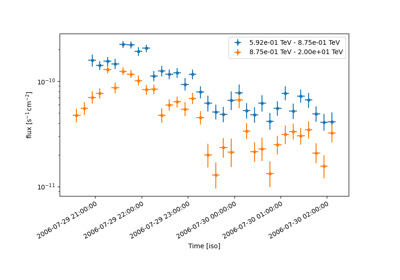 5.92e-01 TeV - 8.75e-01 TeV
8.75e-01 TeV - 2.00e+01 TeV
flux [s⁻¹ cm⁻²]
10⁻¹⁰
10⁻¹¹
2006-07-29 21:00:00
2006-07-29 22:00:00
2006-07-29 23:00:00
2006-07-30 00:00:00
2006-07-30 01:00:00
2006-07-30 02:00:00
Time [iso]